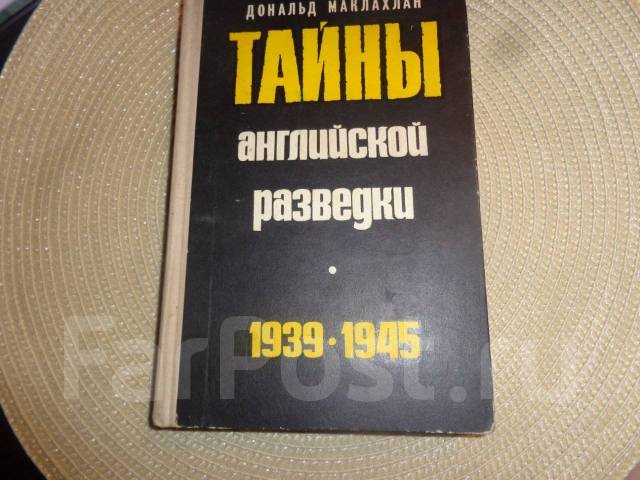 ДОНАЛЬД МАКЛАХЛАН
ТАЙНЫ
английской
разведки
·
1939·1945
FarPost.ru